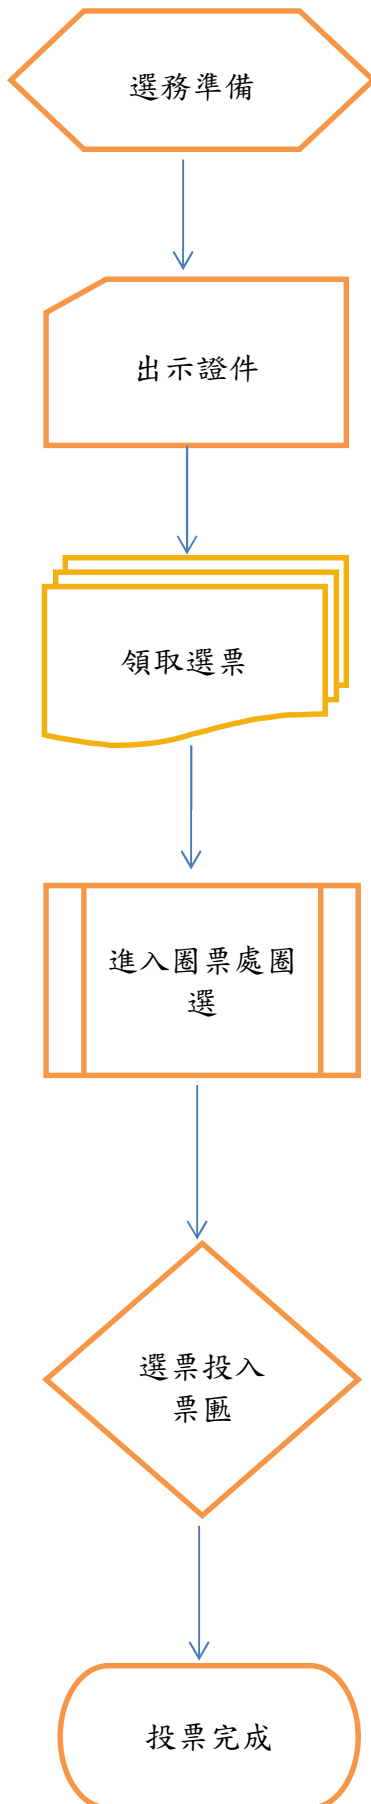 選務準備
出示證件
領取選票
進入圈票處圈
選
選票投入
票匭
投票完成